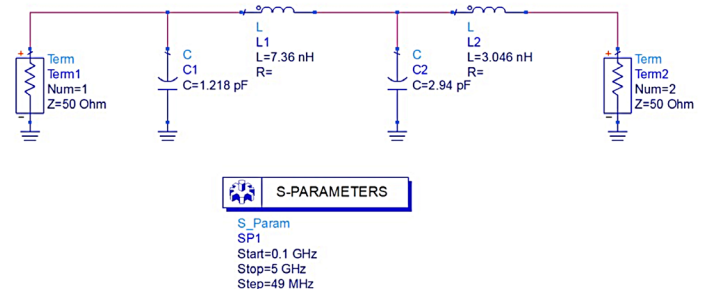 Term
Term1
Num=1
Z=50 Ohm
C
C1
C=1.218 pF
L
L1
L=7.36 nH
R=
C
C2
C=2.94 pF
L
L2
L=3.046 nH
R=
Term
Term2
Num=2
Z=50 Ohm
S-PARAMETERS
S_Param
SP1
Start=0.1 GHz
Stop=5 GHz
Step=49 MHz